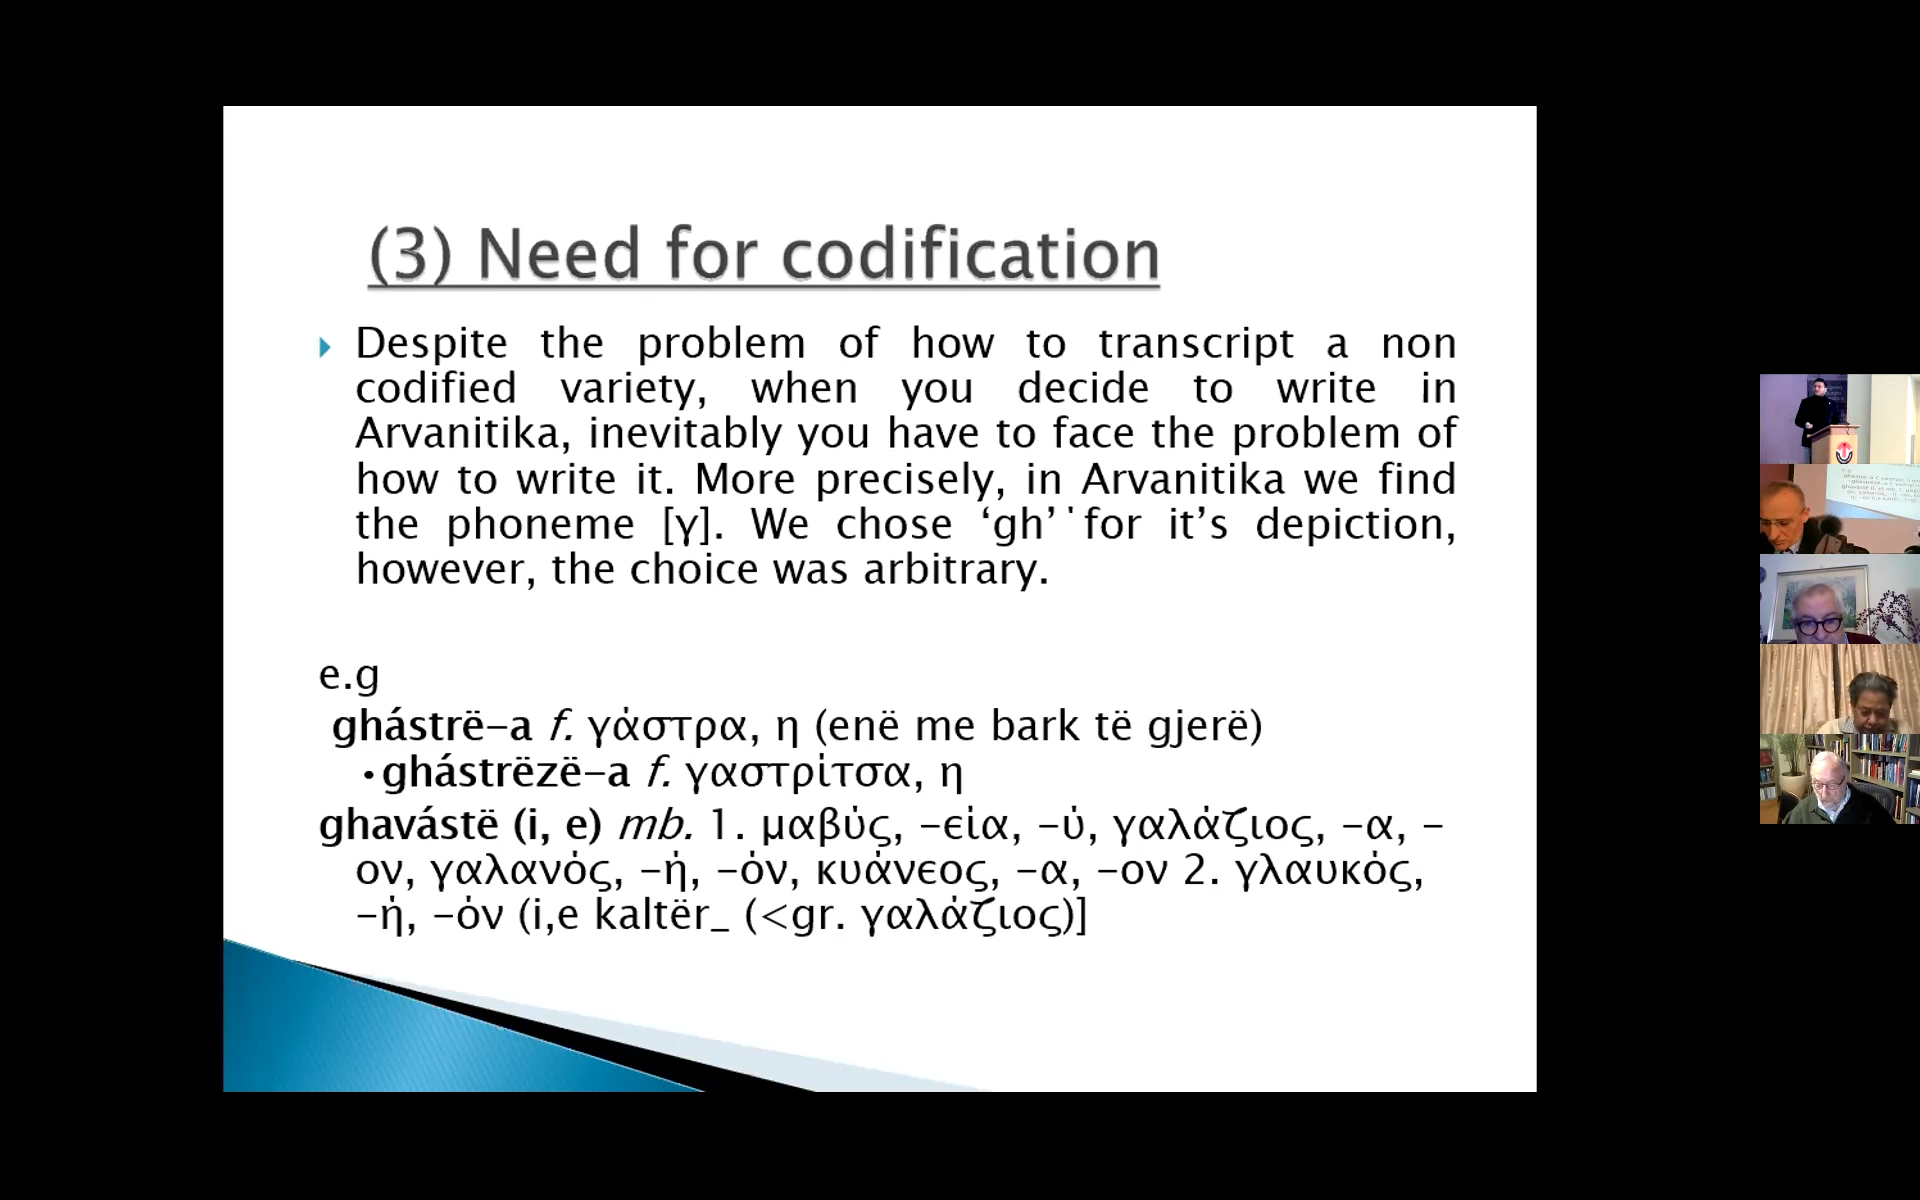 (3) Need for codification
Despite the problem of how to transcript a non
codified variety, when you decide to write in
Arvanitika, inevitably you have to face the problem of
how to write it. More precisely, in Arvanitika we find
the phoneme [γ]. We chose ‘gh’˙for it’s depiction,
however, the choice was arbitrary.
e.g
ghástrë-a f. γάστρα, η (enë me bark të gjerë)
•ghástrëzë-a f. γαστρίτσα, η
ghavástë (i, e) mb. 1. μαβύς, -εία, -ύ, γαλάζιος, -α, -
ον, γαλανός, -ή, -όν, κυάνεος, -α, -ον 2. γλαυκός,
-ή, -όν (i,e kaltër_ (<gr. γαλάζιος)]